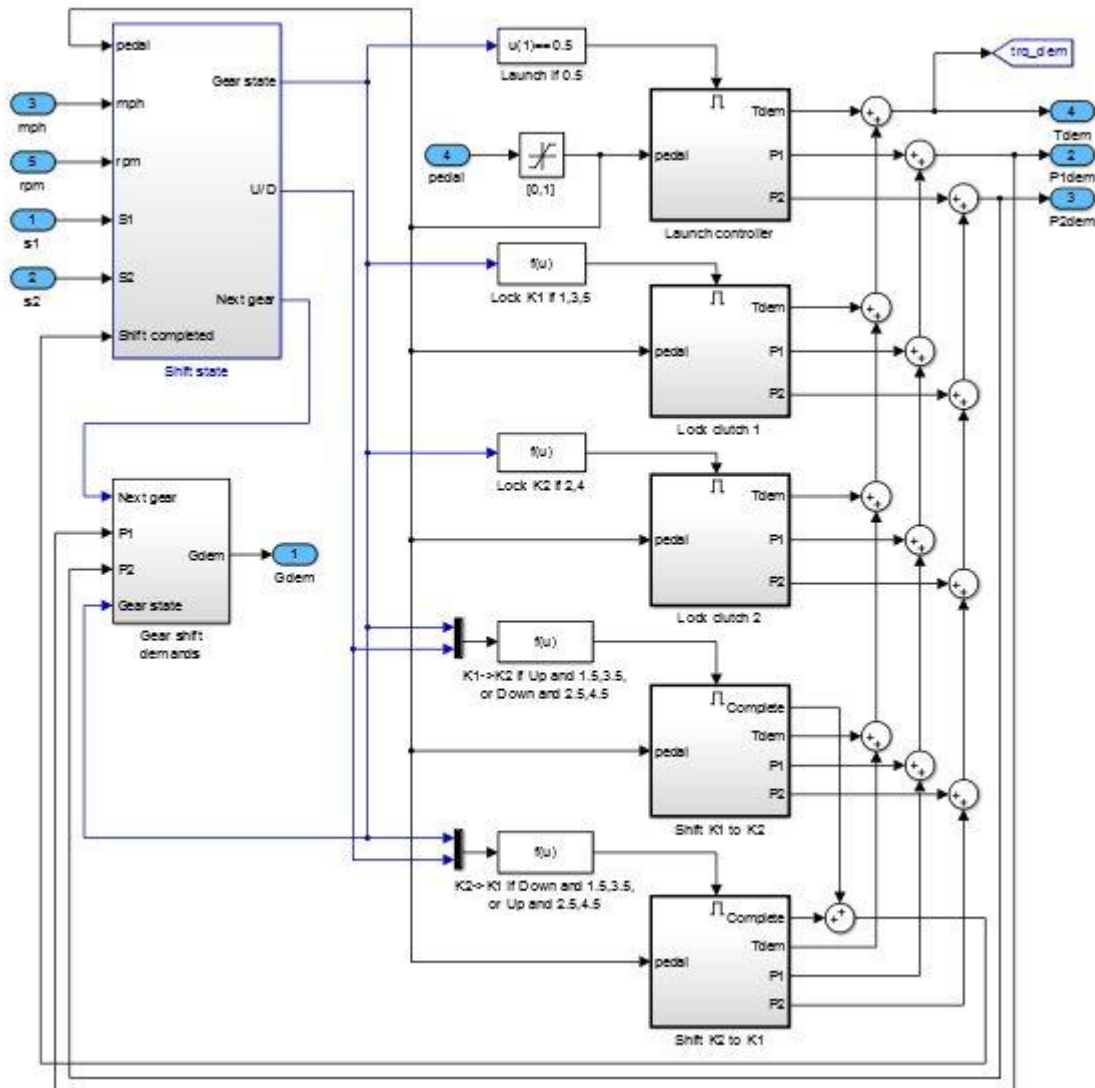 pedal
Gear state
u(1)==0.5
Launch if 0.5
trq_dem
3
mph
mph
5
rpm
rpm
U/D
1
s1
S1
2
s2
S2
Next gear
Shift completed
Shift state
4
pedal
[0,1]
pedal
Tdem
P1
P2
Launch controller
4
Tdem
2
P1dem
3
P2dem
f(u)
Lock K1 if 1,3,5
pedal
Tdem
P1
P2
Lock clutch 1
f(u)
Lock K2 if 2,4
pedal
Tdem
P1
P2
Lock clutch 2
Next gear
P1
P2
Gear state
Gdem
Gear shift
demands
1
Gdem
f(u)
K1->K2 if Up and 1.5,3.5,
or Down and 2.5,4.5
pedal
Complete
Tdem
P1
P2
Shift K1 to K2
f(u)
K2->K1 if Down and 1.5,3.5,
or Up and 2.5,4.5
pedal
Complete
Tdem
P1
P2
Shift K2 to K1